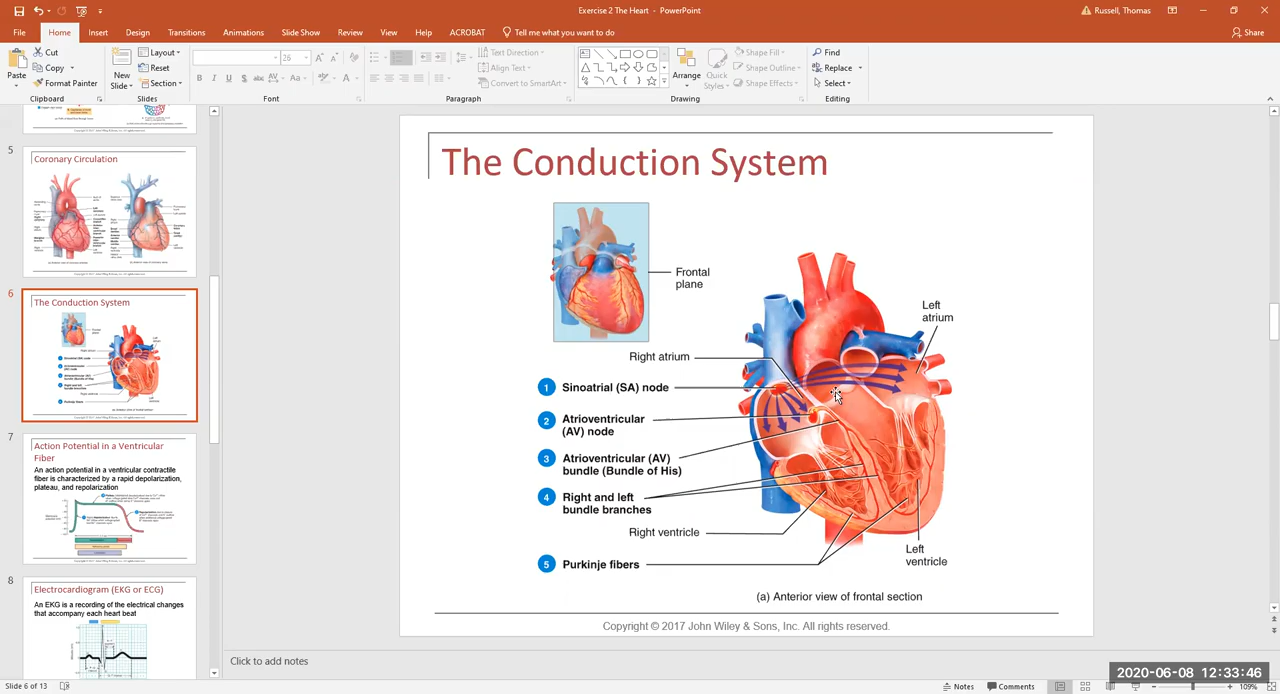 Exercise 2 The Heart - PowerPoint
Russell, Thomas
File Home Insert Design Transitions Animations Slide Show Review View Help ACROBAT Tell me what you want to do
Share
Paste
Cut
Copy
Format Painter
Clipboard
New
Slide
Layout
Reset
Section
Slides
26
B I U S abc AV Aa A
Font
Text Direction
Align Text
Convert to SmartArt
Paragraph
Arrange
Quick
Styles
Shape Fill
Shape Outline
Shape Effects
Drawing
Find
Replace
Select
Editing
5
Coronary Circulation
6
The Conduction System
7
Action Potential in a Ventricular
Fiber
An action potential in a ventricular contractile
fiber is characterized by a rapid depolarization,
plateau, and repolarization
8
Electrocardiogram (EKG or ECG)
An EKG is a recording of the electrical changes
that accompany each heart beat
The Conduction System
Frontal
plane
Left
atrium
Right atrium
1 Sinoatrial (SA) node
2 Atrioventricular
(AV) node
3 Atrioventricular (AV)
bundle (Bundle of His)
4 Right and left
bundle branches
Right ventricle
Left
ventricle
5 Purkinje fibers
(a) Anterior view of frontal section
Copyright © 2017 John Wiley & Sons, Inc. All rights reserved.
Click to add notes
2020-06-08 12:33:46
Slide 6 of 13
Notes
Comments
109%